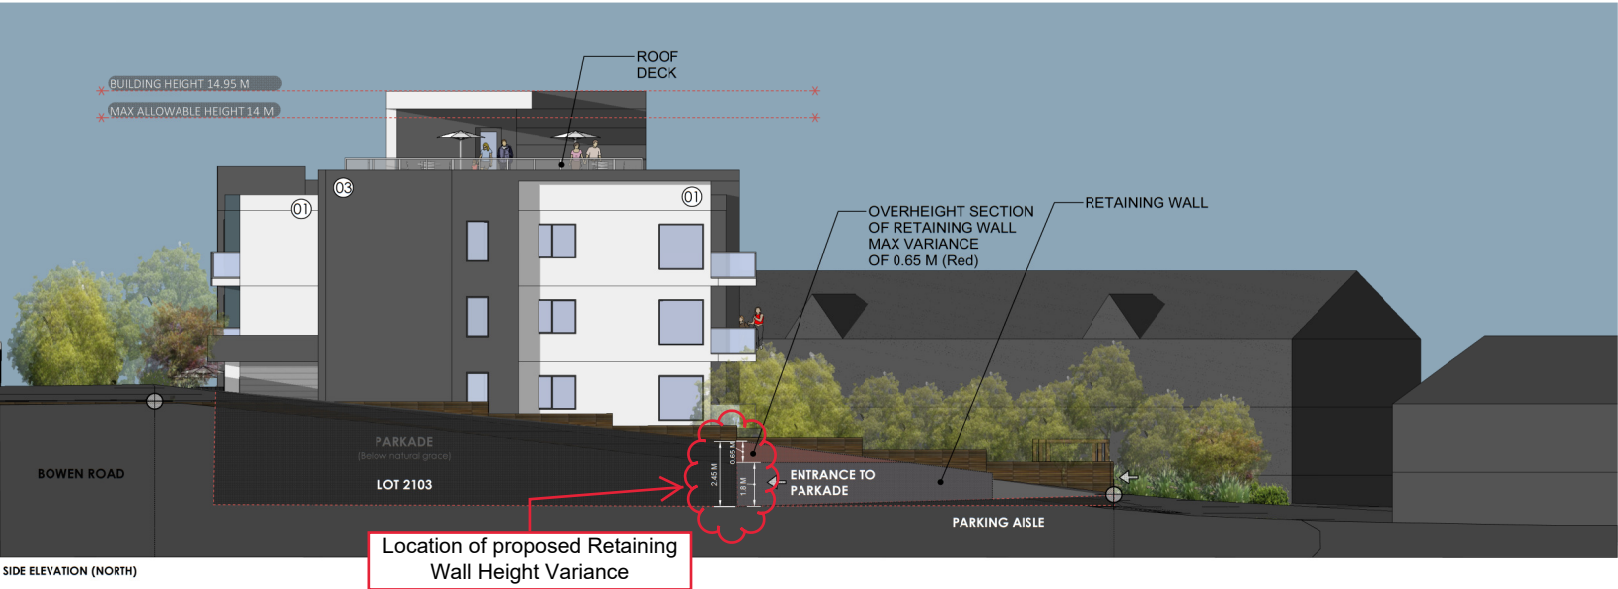 ROOF
DECK
BUILDING HEIGHT 14.95 M
MAX ALLOWABLE HEIGHT 14 M
03
01
01
OVERHEIGHT SECTION
OF RETAINING WALL
MAX VARIANCE
OF 0.65 M (Red)
RETAINING WALL
PARKADE
(Below natural grace)
BOWEN ROAD
LOT 2103
2.45 M
0.65 M
1.8 M
ENTRANCE TO
PARKADE
PARKING AISLE
Location of proposed Retaining
Wall Height Variance
SIDE ELEVATION (NORTH)